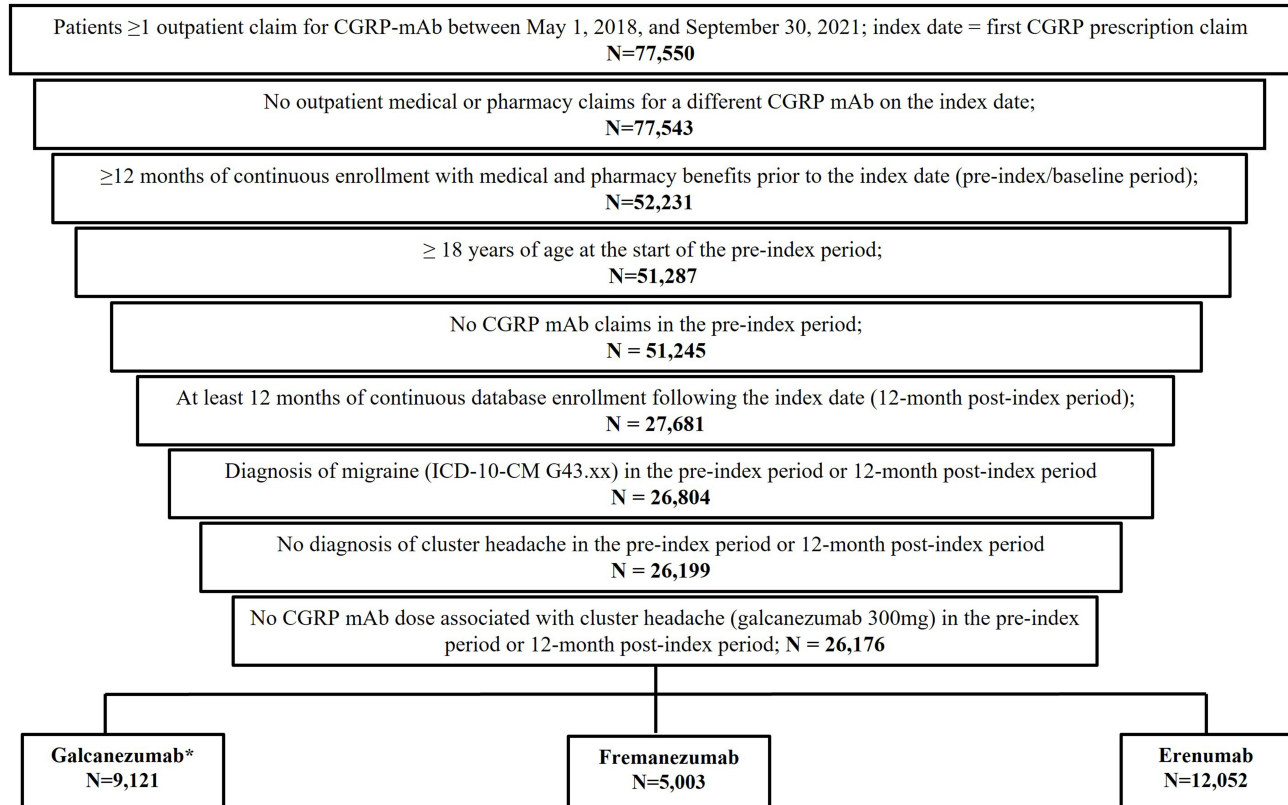 Patients ≥1 outpatient claim for CGRP-mAb between May 1, 2018, and September 30, 2021; index date = first CGRP prescription claim
N=77,550
No outpatient medical or pharmacy claims for a different CGRP mAb on the index date;
N=77,543
≥12 months of continuous enrollment with medical and pharmacy benefits prior to the index date (pre-index/baseline period);
N=52,231
≥ 18 years of age at the start of the pre-index period;
N=51,287
No CGRP mAb claims in the pre-index period;
N = 51,245
At least 12 months of continuous database enrollment following the index date (12-month post-index period);
N = 27,681
Diagnosis of migraine (ICD-10-CM G43.xx) in the pre-index period or 12-month post-index period
N = 26,804
No diagnosis of cluster headache in the pre-index period or 12-month post-index period
N = 26,199
No CGRP mAb dose associated with cluster headache (galcanezumab 300mg) in the pre-index
period or 12-month post-index period; N = 26,176
Galcanezumab*
N=9,121
Fremanezumab
N=5,003
Erenumab
N=12,052